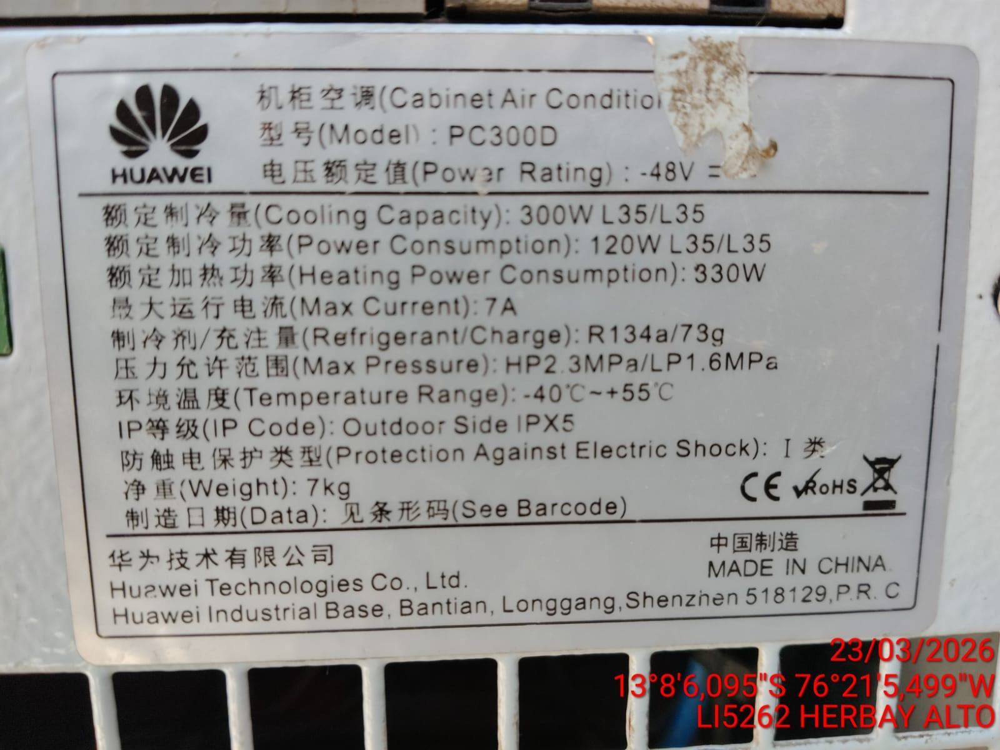 HUAWEI
机柜空调(Cabinet Air Condition
型号(Model) : PC300D
电压额定值(Power Rating) : -48V
额定制冷量(Cooling Capacity): 300W L35/L35
额定制冷功率(Power Consumption): 120W L35/L35
额定加热功率(Heating Power Consumption): 330W
最大运行电流(Max Current): 7A
制冷剂/充注量(Refrigerant/Charge): R134a/73g
压力允许范围(Max Pressure): HP2.3MPa/LP1.6MPa
环境温度(Temperature Range): -40℃~+55℃
IP等级(IP Code): Outdoor Side IPX5
防触电保护类型(Protection Against Electric Shock): I 类
净重(Weight): 7kg
制造日期(Data): 见条形码(See Barcode)
CE RoHS
华为技术有限公司
Huawei Technologies Co., Ltd.
Huawei Industrial Base, Bantian, Longgang,Shenzhen 518129,P.R. C
中国制造
MADE IN CHINA
23/03/2026
13°8'6,095"S 76°21'5,499"W
LI5262 HERBAY ALTO